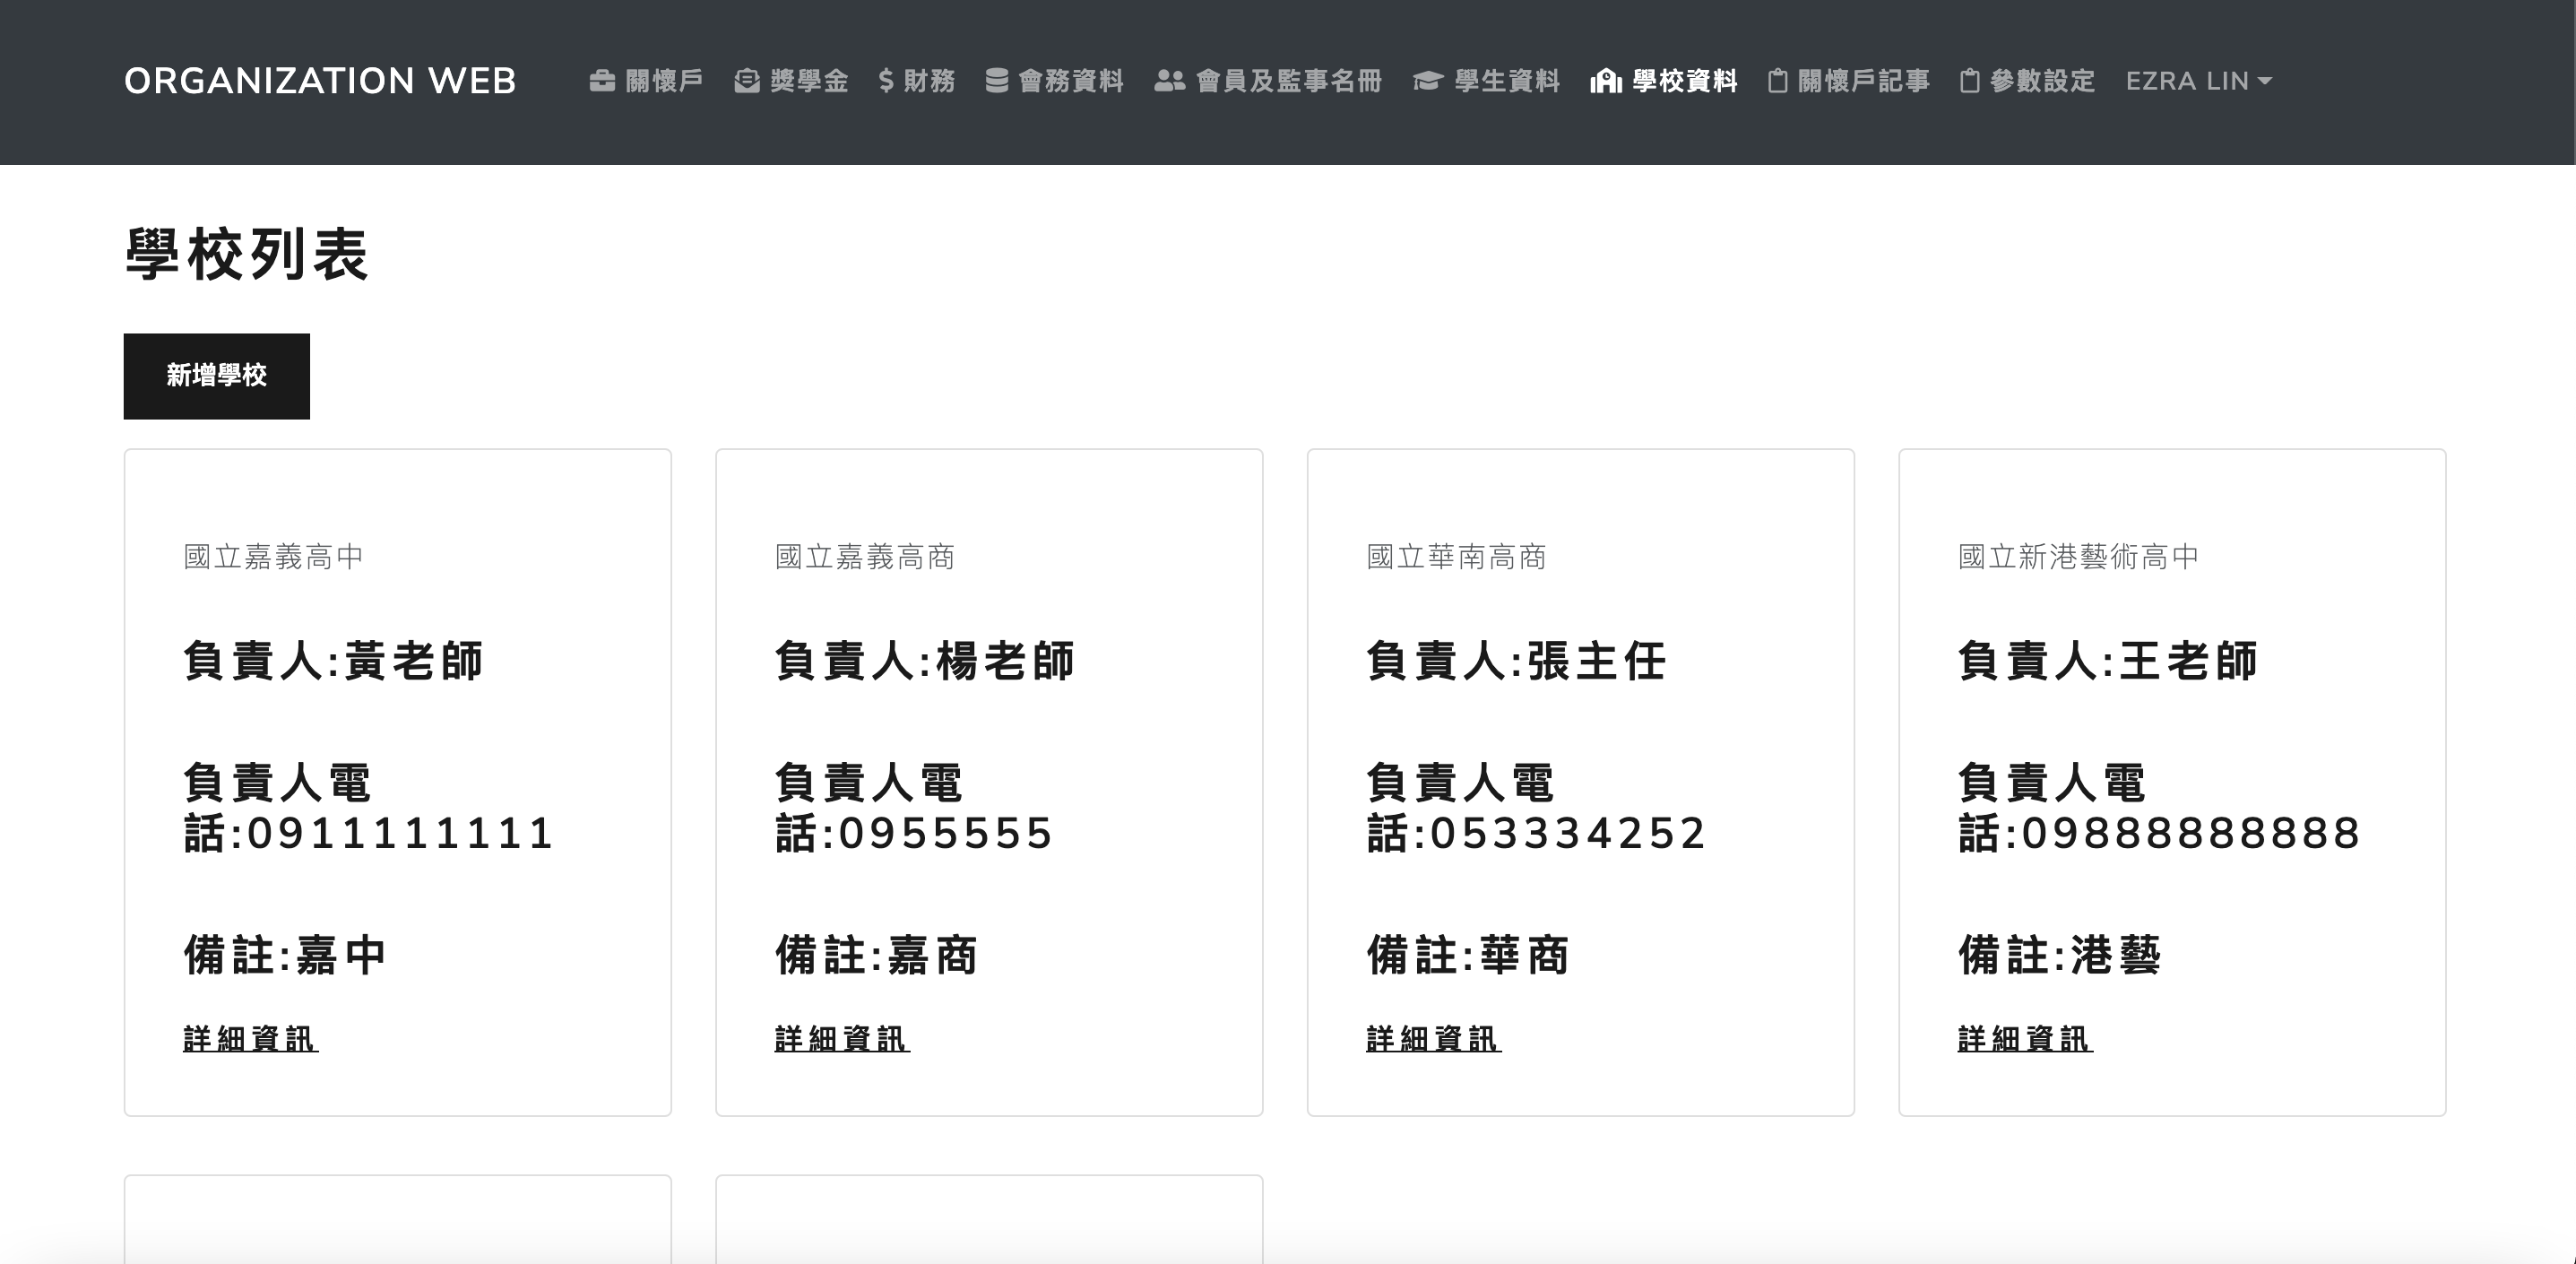 ORGANIZATION WEB 關懷戶 獎學金 財務 會務資料 會員及監事名冊 學生資料 學校資料 關懷戶記事 參數設定 EZRA LIN
學校列表
新增學校
國立嘉義高中
負責人:黃老師
負責人電
話:0911111111
備註:嘉中
詳細資訊
國立嘉義高商
負責人:楊老師
負責人電
話:0955555
備註:嘉商
詳細資訊
國立華南高商
負責人:張主任
負責人電
話:053334252
備註:華商
詳細資訊
國立新港藝術高中
負責人:王老師
負責人電
話:09888888888
備註:港藝
詳細資訊